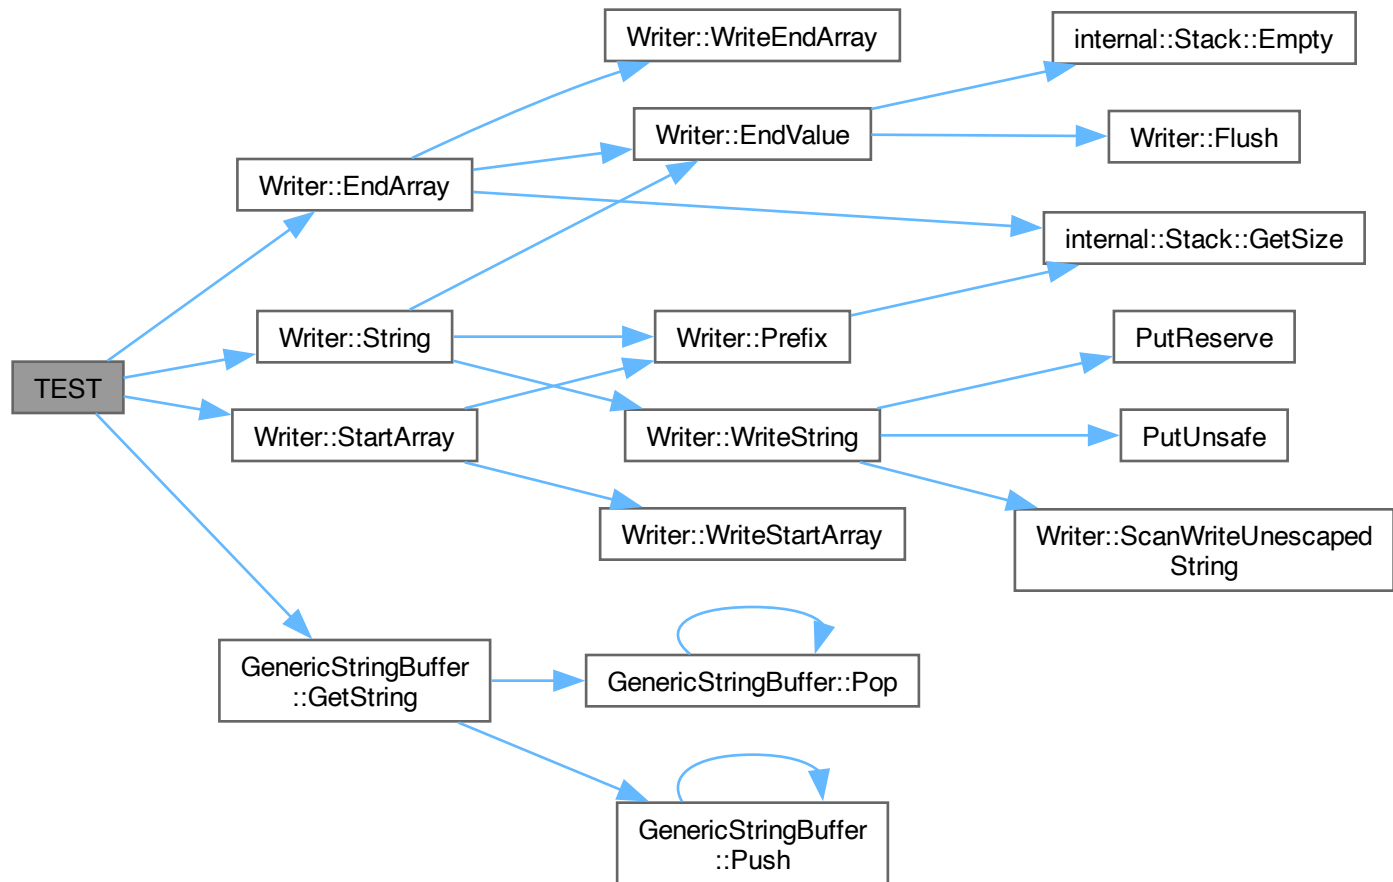 Writer::WriteEndArray
internal::Stack::Empty
Writer::EndValue
Writer::Flush
Writer::EndArray
internal::Stack::GetSize
Writer::String
Writer::Prefix
PutReserve
TEST
Writer::StartArray
Writer::WriteString
PutUnsafe
Writer::WriteStartArray
Writer::ScanWriteUnescaped
String
GenericStringBuffer
::GetString
GenericStringBuffer::Pop
GenericStringBuffer
::Push